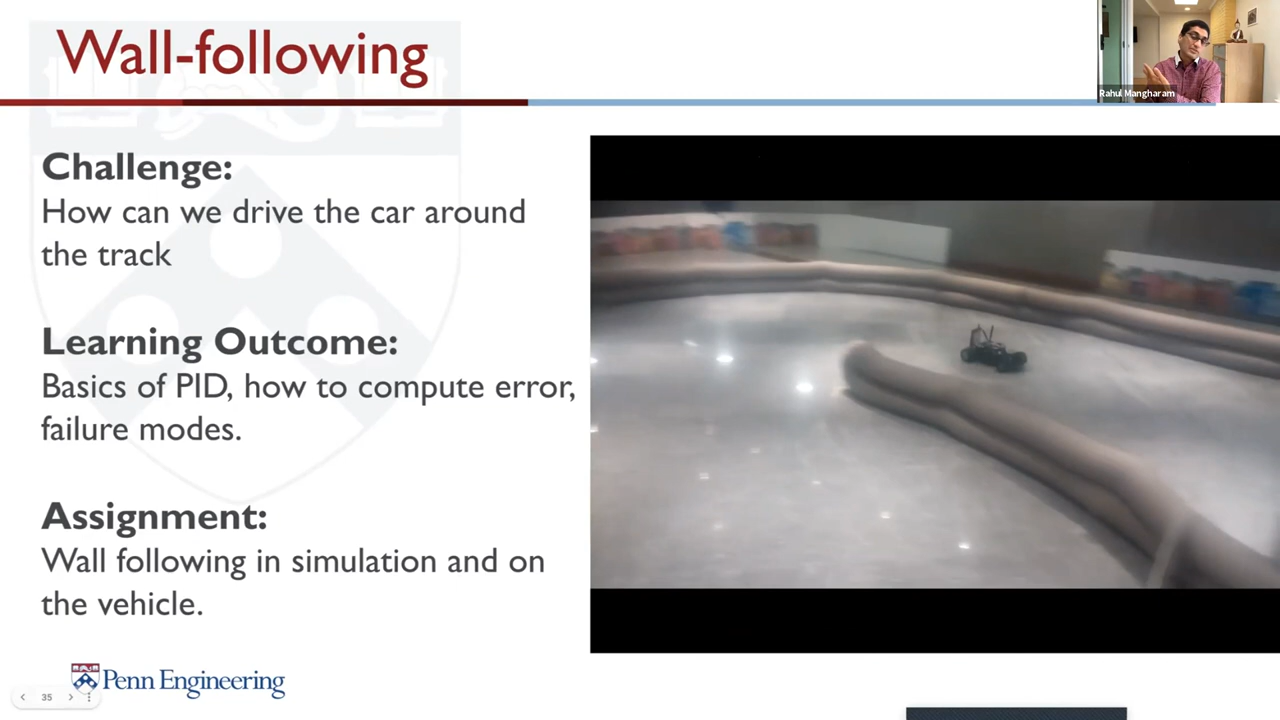 Wall-following
Rahul Mangharam
Challenge:
How can we drive the car around
the track
Learning Outcome:
Basics of PID, how to compute error,
failure modes.
Assignment:
Wall following in simulation and on
the vehicle.
Penn Engineering
35